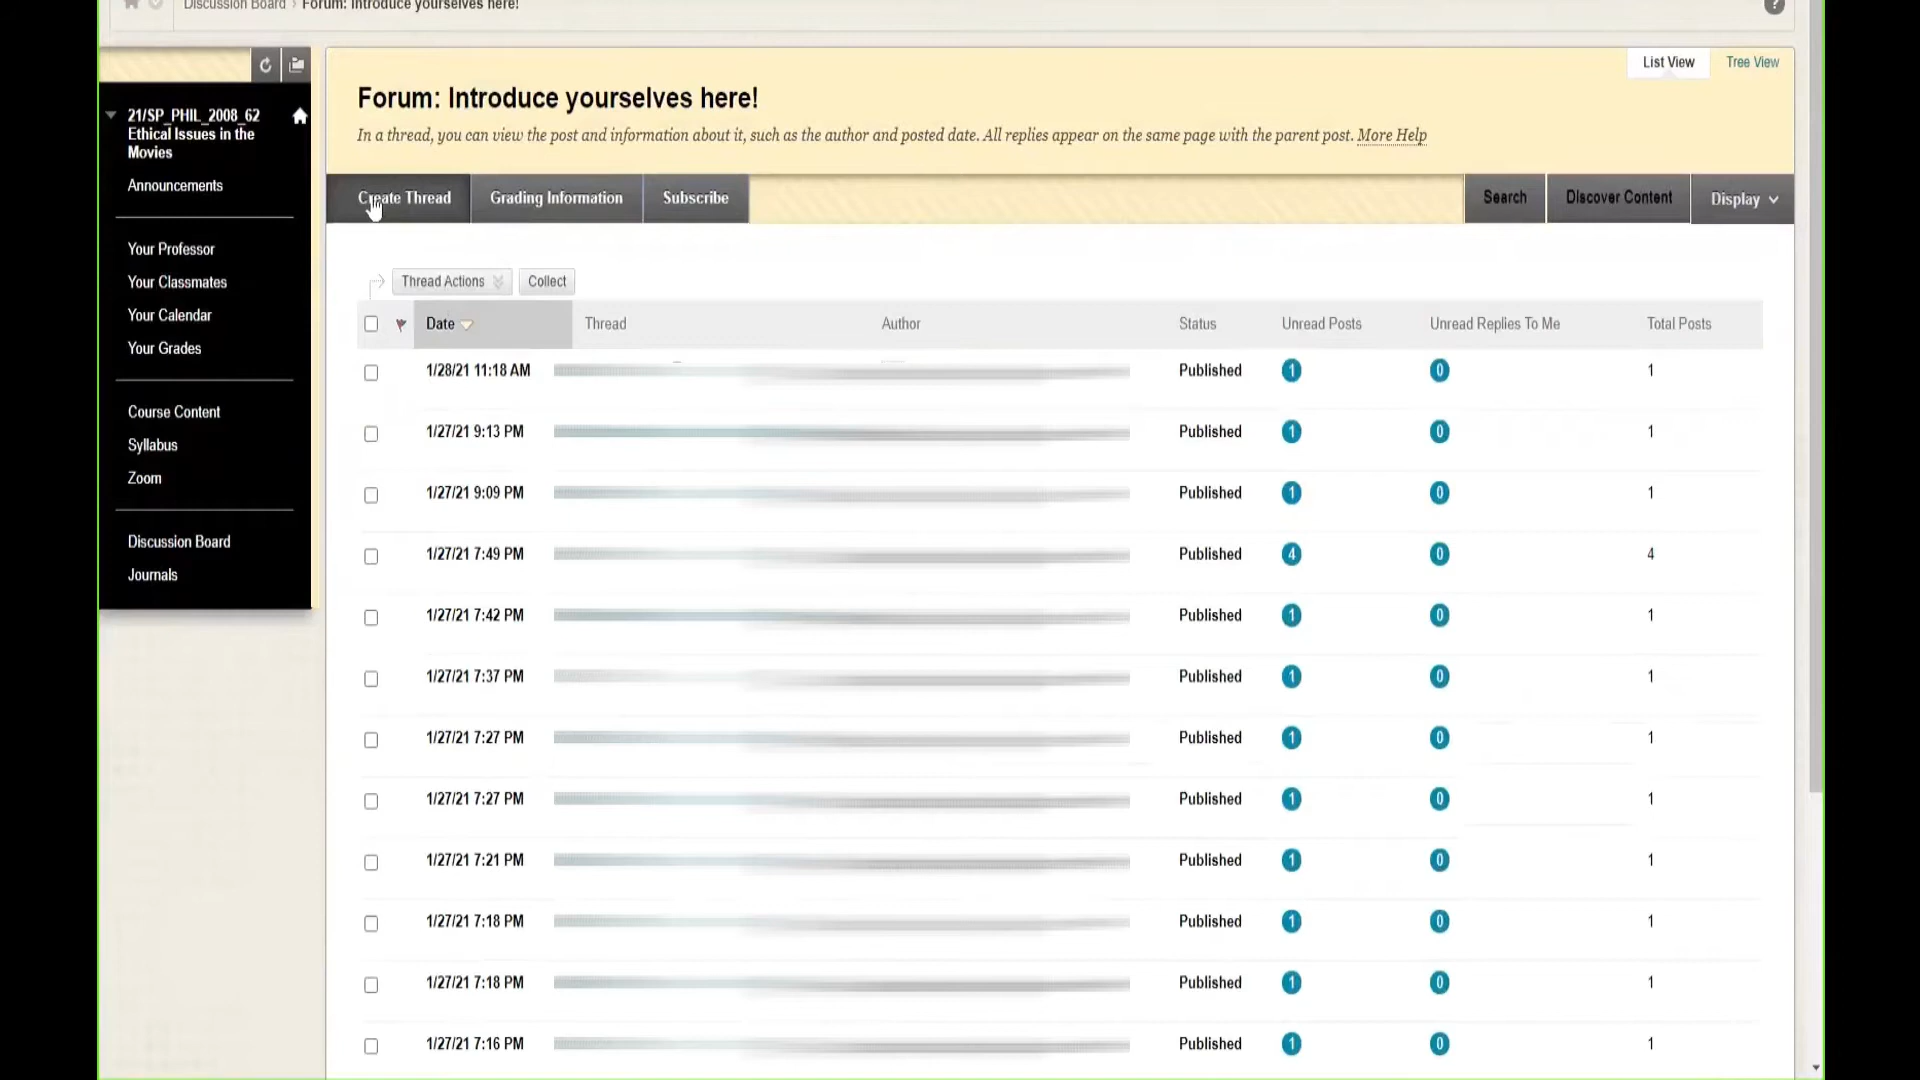 Discussion Board › Forum: Introduce yourselves here!
?
21/SP_PHIL_2008_62
Ethical Issues in the
Movies
Announcements
Your Professor
Your Classmates
Your Calendar
Your Grades
Course Content
Syllabus
Zoom
Discussion Board
Journals
List View
Tree View
Forum: Introduce yourselves here!
In a thread, you can view the post and information about it, such as the author and posted date. All replies appear on the same page with the parent post. More Help
Create Thread
Grading Information
Subscribe
Search
Discover Content
Display
Thread Actions
Collect
Date Thread Author Status Unread Posts Unread Replies To Me Total Posts
1/28/21 11:18 AM Published 1 0 1
1/27/21 9:13 PM Published 1 0 1
1/27/21 9:09 PM Published 1 0 1
1/27/21 7:49 PM Published 4 0 4
1/27/21 7:42 PM Published 1 0 1
1/27/21 7:37 PM Published 1 0 1
1/27/21 7:27 PM Published 1 0 1
1/27/21 7:27 PM Published 1 0 1
1/27/21 7:21 PM Published 1 0 1
1/27/21 7:18 PM Published 1 0 1
1/27/21 7:18 PM Published 1 0 1
1/27/21 7:16 PM Published 1 0 1